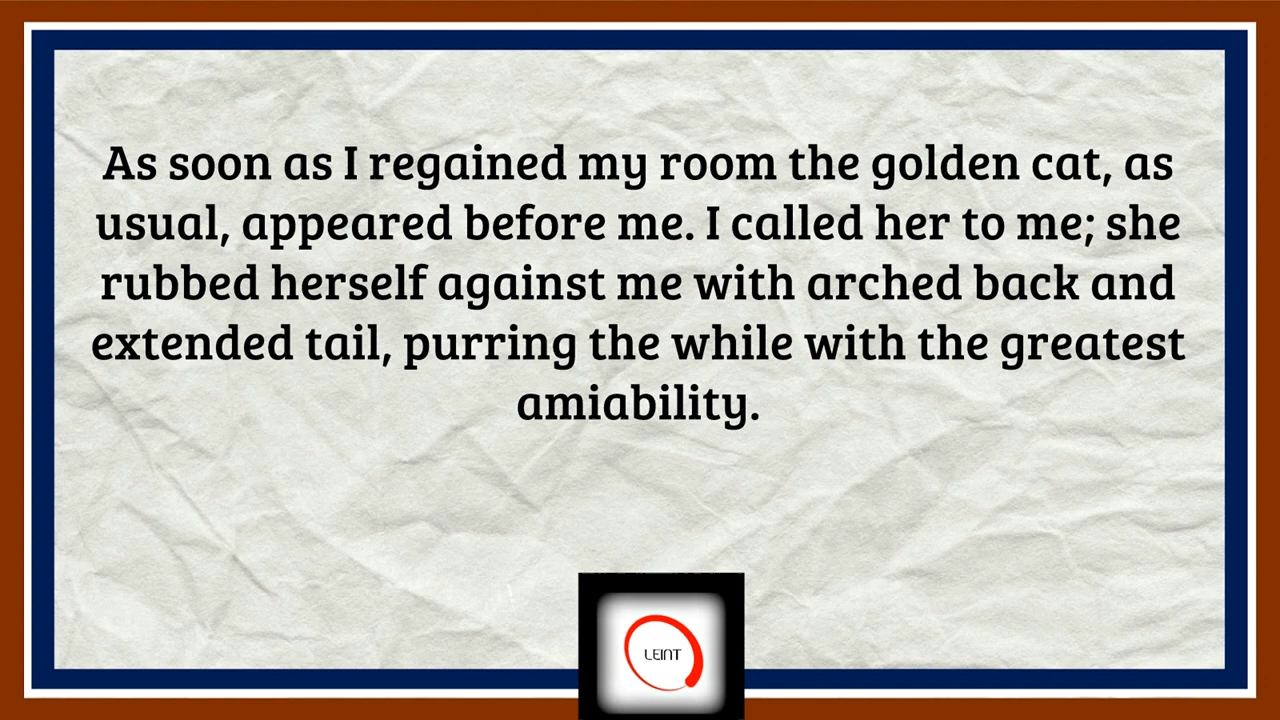 As soon as I regained my room the golden cat, as
usual, appeared before me. I called her to me; she
rubbed herself against me with arched back and
extended tail, purring the while with the greatest
amiability.
LEINT